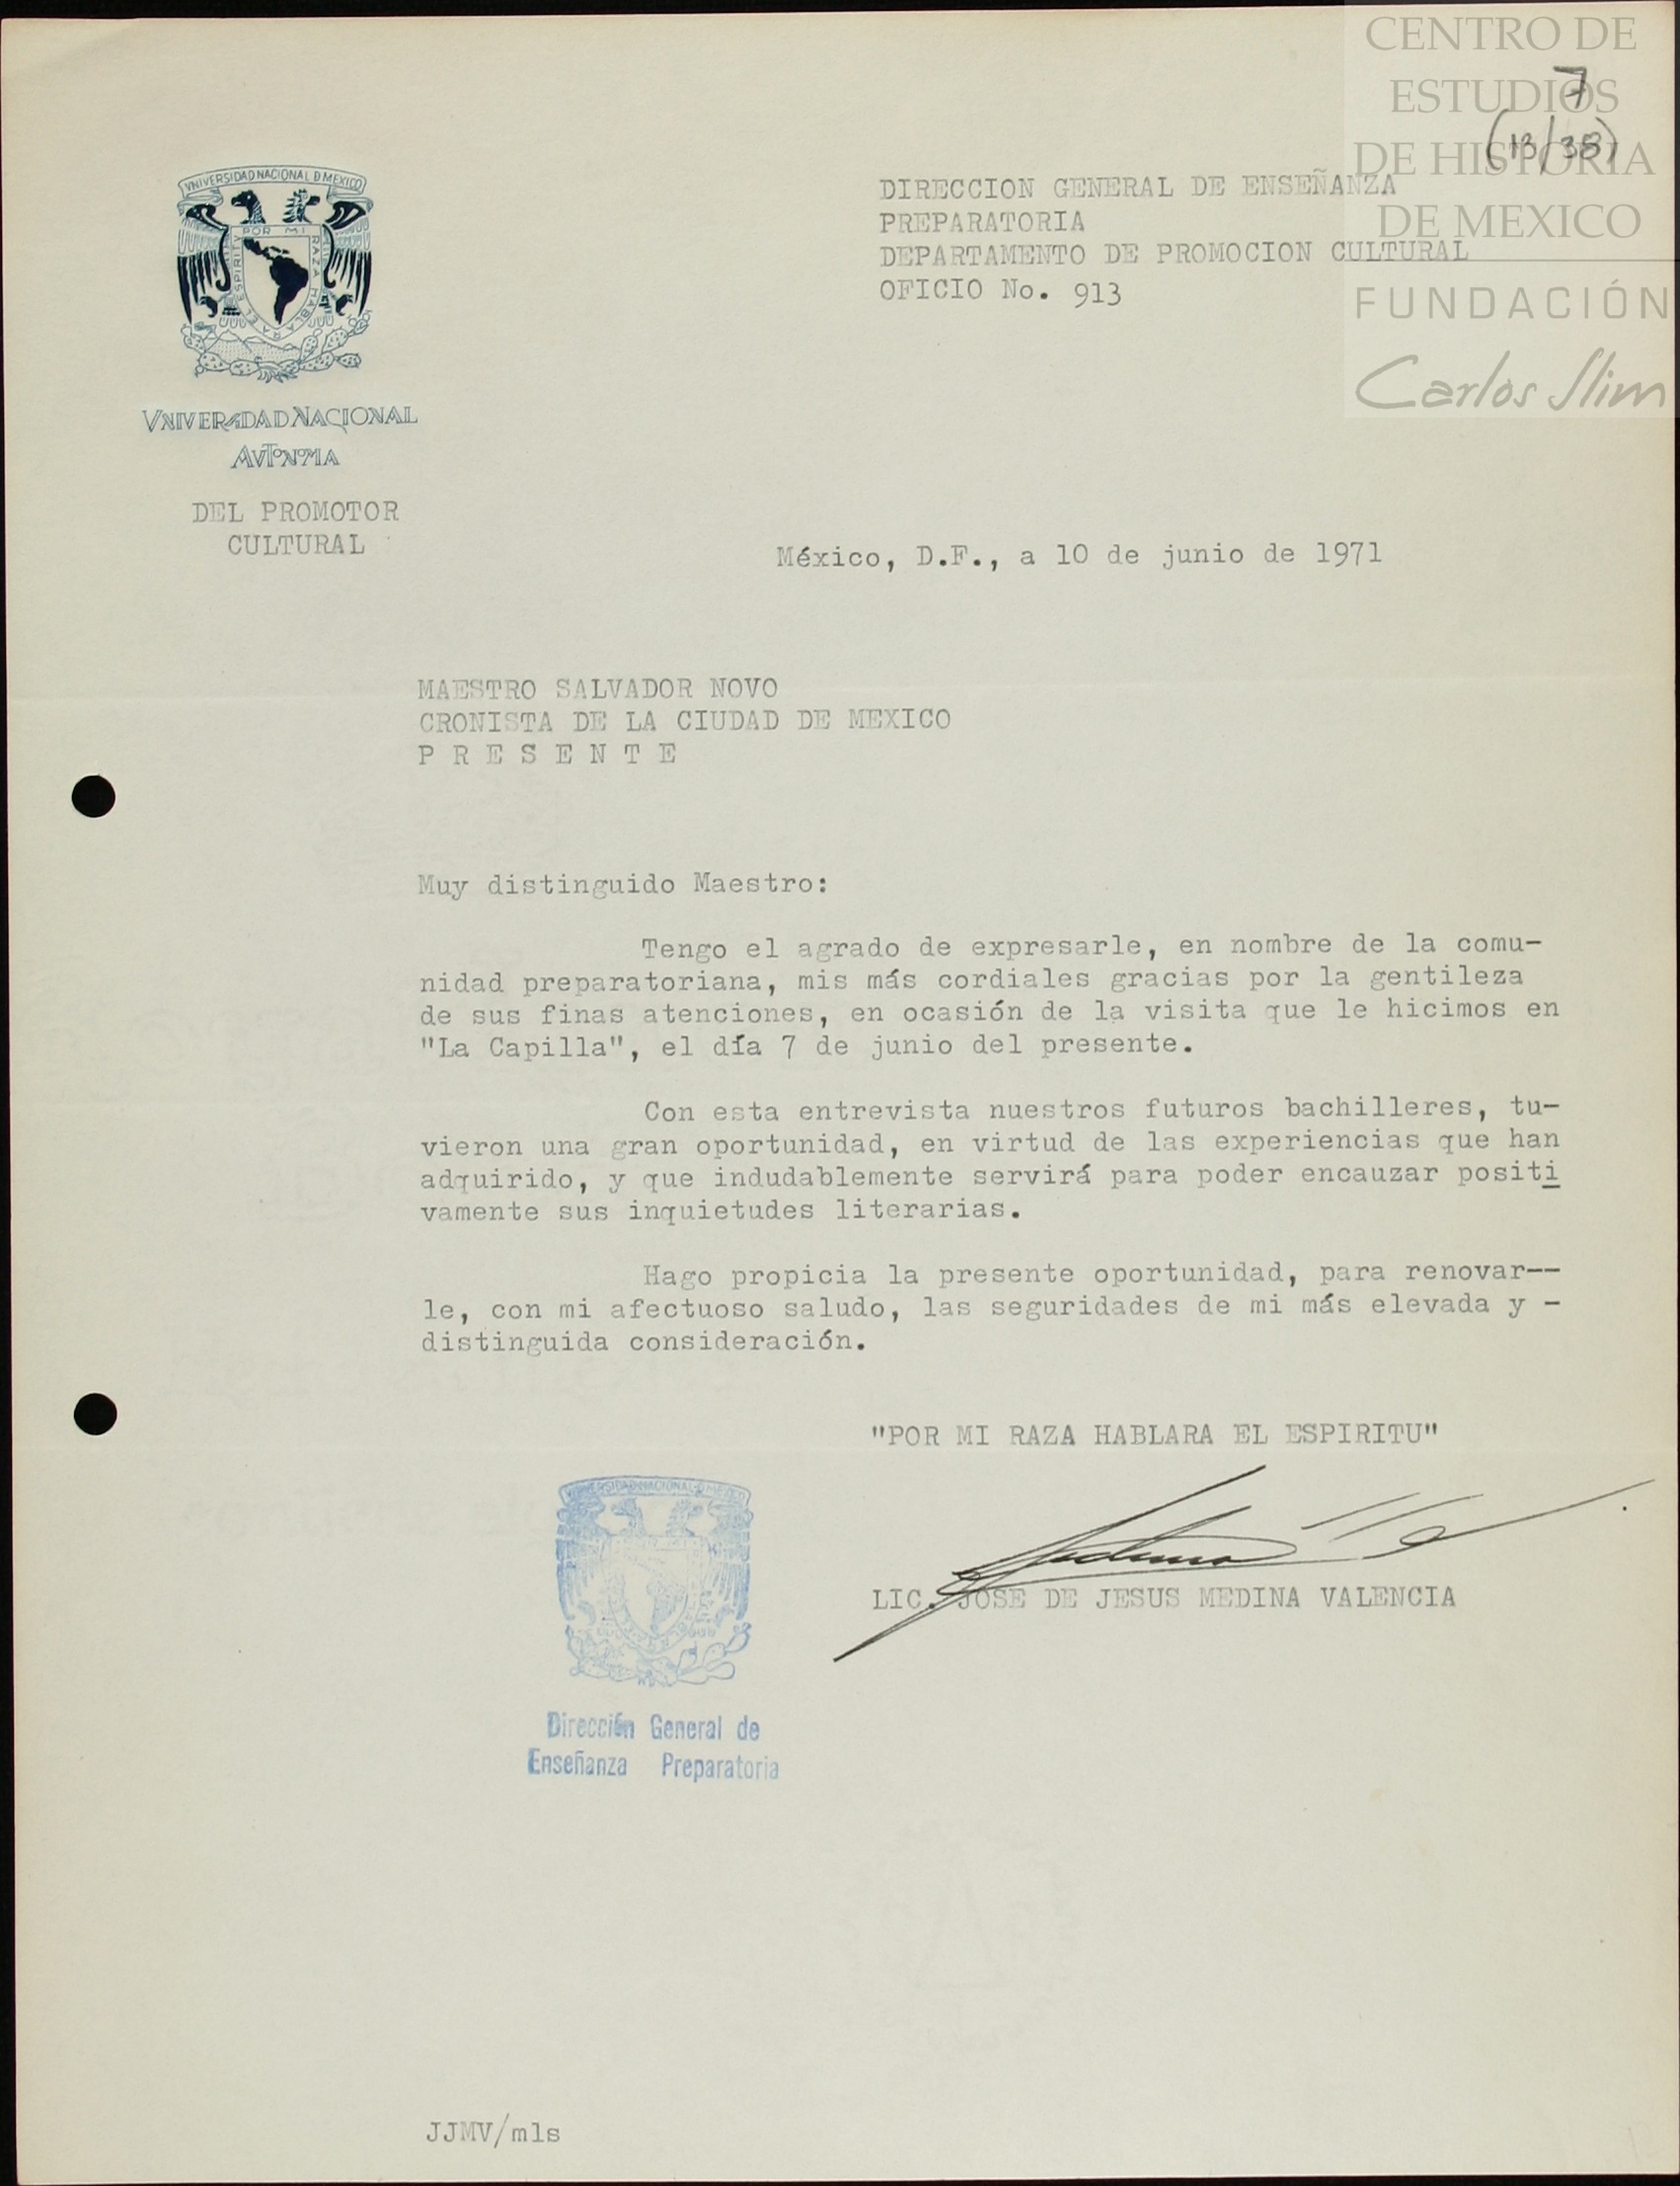 CENTRO DE
ESTUDIOS
DE HISTORIA
DE MEXICO
FUNDACIÓN
Carlos Slim
7
(13/38)
VNIVERSIDAD NACIONAL D MEXICO
POR MI RAZA HABLARA EL ESPIRITV
VNIVERSIDAD NACIONAL
AVTONOMA
DEL PROMOTOR
CULTURAL
DIRECCION GENERAL DE ENSEÑANZA
PREPARATORIA
DEPARTAMENTO DE PROMOCION CULTURAL
OFICIO No. 913
México, D.F., a 10 de junio de 1971
MAESTRO SALVADOR NOVO
CRONISTA DE LA CIUDAD DE MEXICO
P R E S E N T E
Muy distinguido Maestro:
Tengo el agrado de expresarle, en nombre de la comu-
nidad preparatoriana, mis más cordiales gracias por la gentileza
de sus finas atenciones, en ocasión de la visita que le hicimos en
"La Capilla", el día 7 de junio del presente.
Con esta entrevista nuestros futuros bachilleres, tu-
vieron una gran oportunidad, en virtud de las experiencias que han
adquirido, y que indudablemente servirá para poder encauzar positi
vamente sus inquietudes literarias.
Hago propicia la presente oportunidad, para renovar--
le, con mi afectuoso saludo, las seguridades de mi más elevada y -
distinguida consideración.
"POR MI RAZA HABLARA EL ESPIRITU"
LIC. JOSE DE JESUS MEDINA VALENCIA
Dirección General de
Enseñanza Preparatoria
JJMV/mls